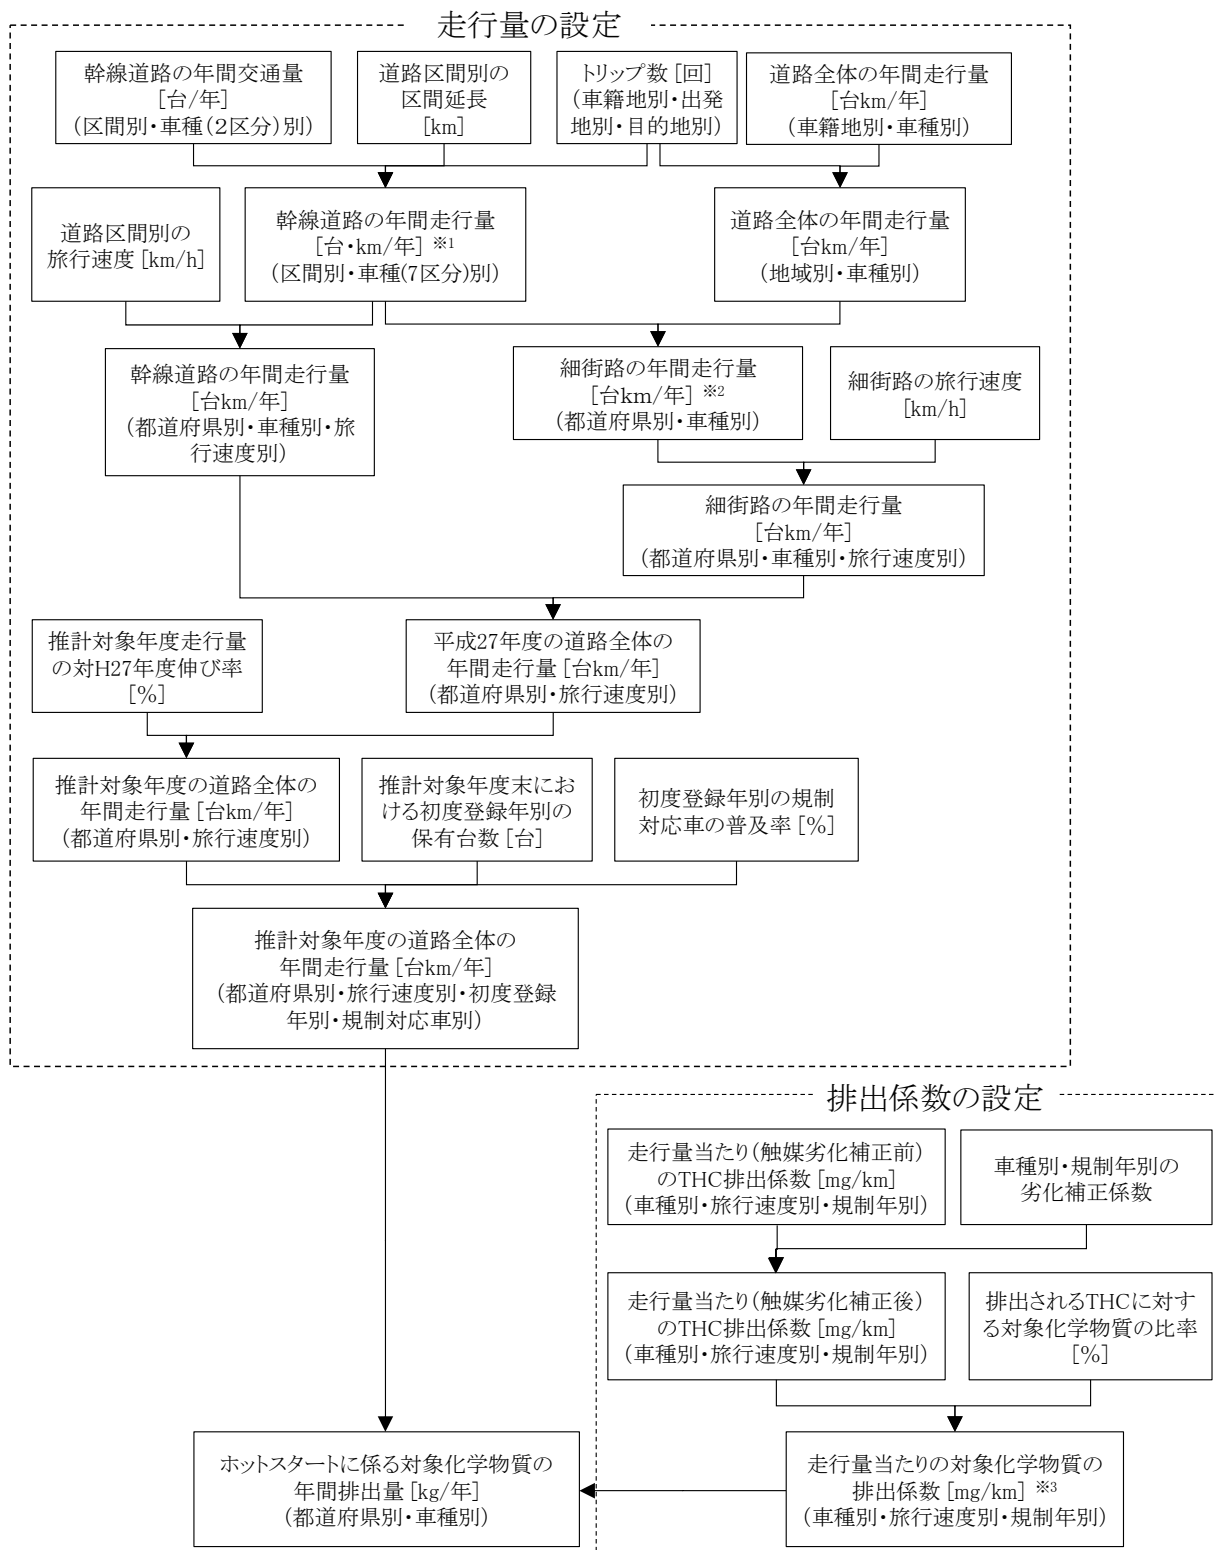 走行量の設定
幹線道路の年間交通量
[台/年]
(区間別・車種(2区分)別)
道路区間別の
区間延長
[km]
トリップ数[回]
(車籍地別・出発
地別・目的地別)
道路全体の年間走行量
[台km/年]
(車籍地別・車種別)
道路区間別の
旅行速度[km/h]
幹線道路の年間走行量
[台・km/年]※1
(区間別・車種(7区分)別)
道路全体の年間走行量
[台km/年]
(地域別・車種別)
幹線道路の年間走行量
[台km/年]
(都道府県別・車種別・旅
行速度別)
細街路の年間走行量
[台km/年]※2
(都道府県別・車種別)
細街路の旅行速度
[km/h]
細街路の年間走行量
[台km/年]
(都道府県別・車種別・旅行速度別)
推計対象年度走行量
の対H27年度伸び率
[%]
平成27年度の道路全体の
年間走行量[台km/年]
(都道府県別・旅行速度別)
推計対象年度の道路全体の
年間走行量[台km/年]
(都道府県別・旅行速度別)
推計対象年度末にお
ける初度登録年別の
保有台数[台]
初度登録年別の規制
対応車の普及率[%]
推計対象年度の道路全体の
年間走行量[台km/年]
(都道府県別・旅行速度別・初度登録
年別・規制対応車別)
排出係数の設定
走行量当たり(触媒劣化補正前)
のTHC排出係数[mg/km]
(車種別・旅行速度別・規制年別)
車種別・規制年別の
劣化補正係数
走行量当たり(触媒劣化補正後)
のTHC排出係数[mg/km]
(車種別・旅行速度別・規制年別)
排出されるTHCに対す
る対象化学物質の比率
[%]
ホットスタートに係る対象化学物質の
年間排出量[kg/年]
(都道府県別・車種別)
走行量当たりの対象化学物質の
排出係数[mg/km]※3
(車種別・旅行速度別・規制年別)